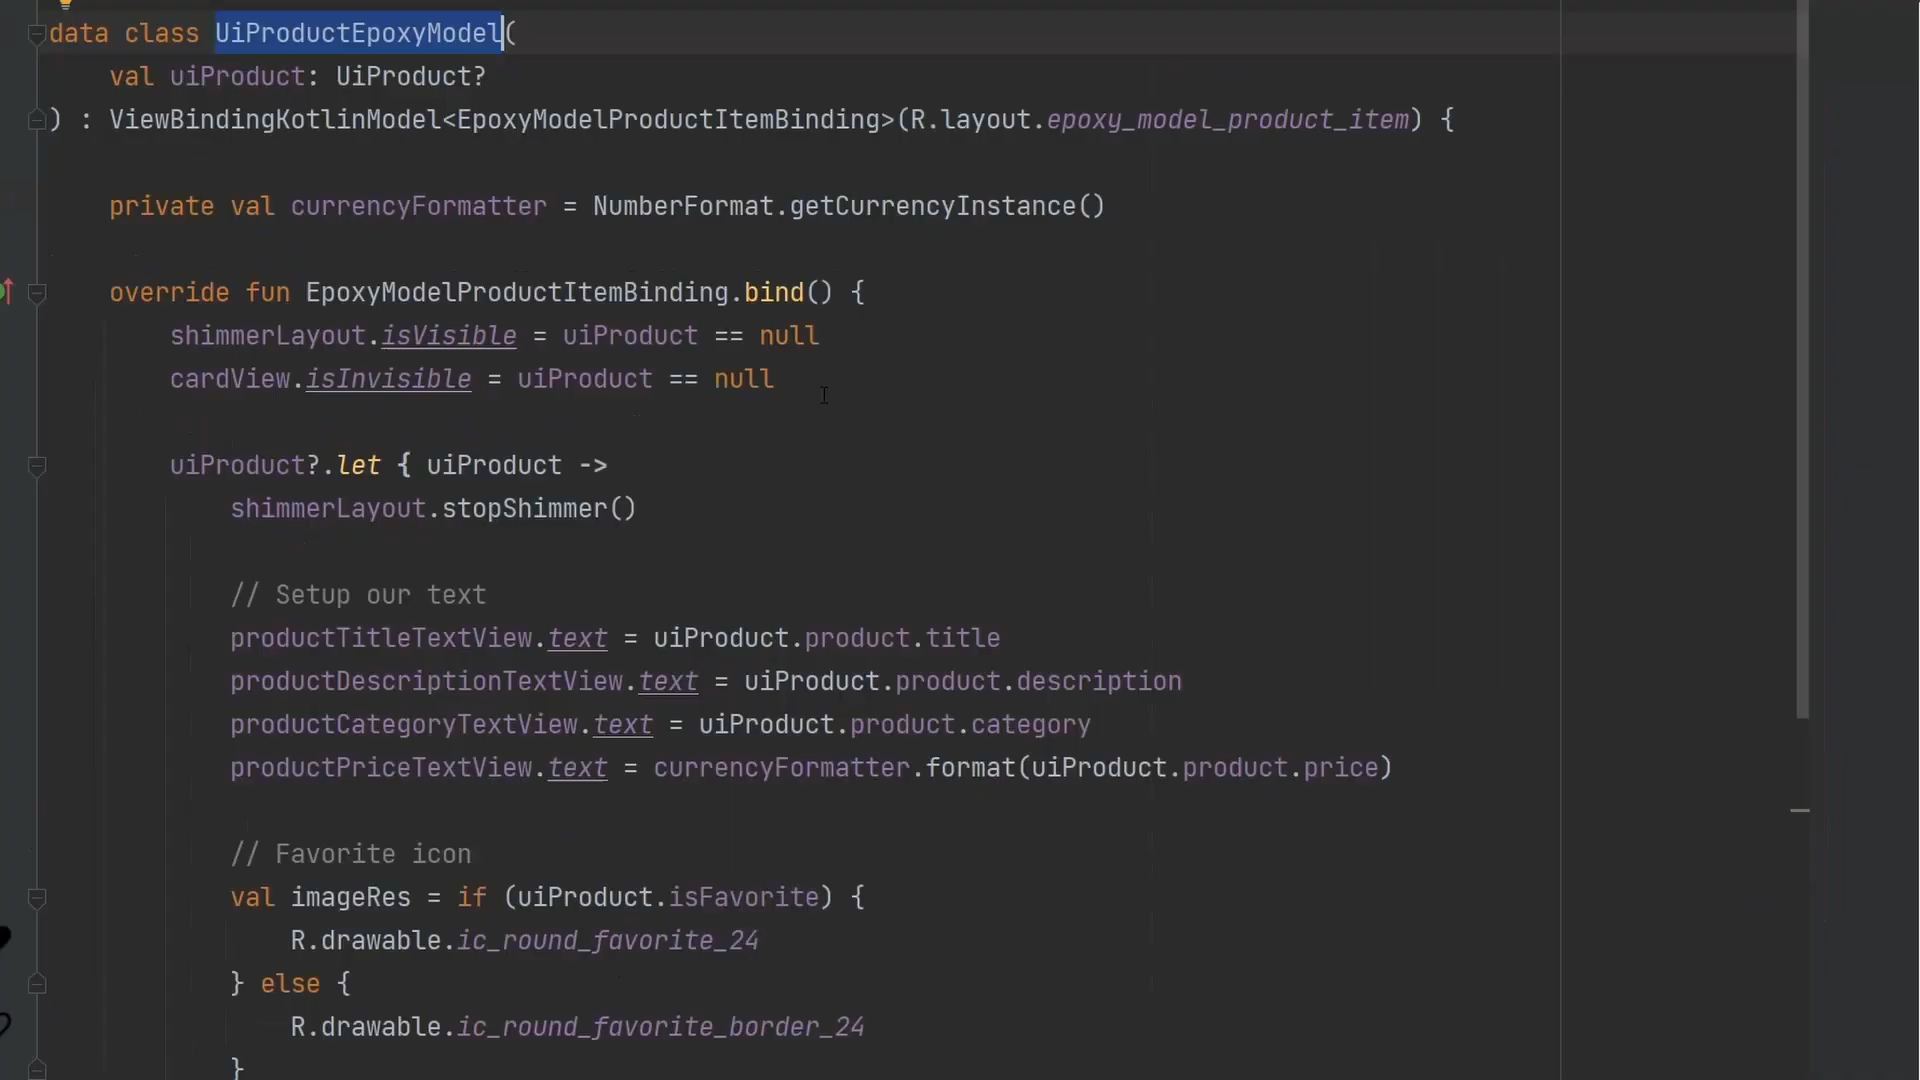 data class UiProductEpoxyModel(
    val uiProduct: UiProduct?
) : ViewBindingKotlinModel<EpoxyModelProductItemBinding>(R.layout.epoxy_model_product_item) {
    private val currencyFormatter = NumberFormat.getCurrencyInstance()
    override fun EpoxyModelProductItemBinding.bind() {
        shimmerLayout.isVisible = uiProduct == null
        cardView.isInvisible = uiProduct == null
        uiProduct?.let { uiProduct ->
            shimmerLayout.stopShimmer()
            // Setup our text
            productTitleTextView.text = uiProduct.product.title
            productDescriptionTextView.text = uiProduct.product.description
            productCategoryTextView.text = uiProduct.product.category
            productPriceTextView.text = currencyFormatter.format(uiProduct.product.price)
            // Favorite icon
            val imageRes = if (uiProduct.isFavorite) {
                R.drawable.ic_round_favorite_24
            } else {
                R.drawable.ic_round_favorite_border_24
            }